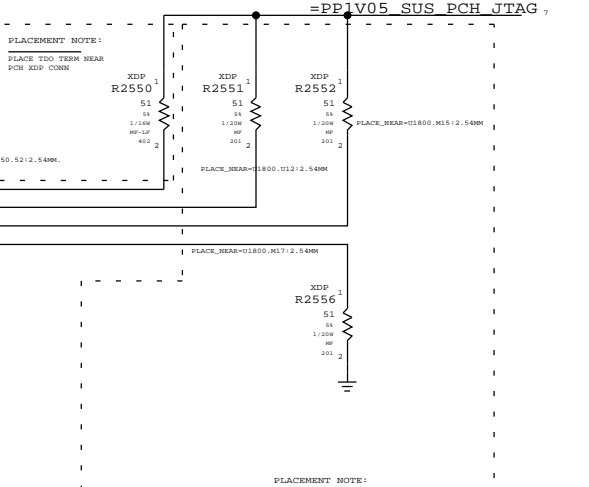 =PP1V05_SUS_PCH_JTAG 7
PLACEMENT NOTE:
PLACE TDO TERM NEAR
PCH XDP CONN
XDP
R2550
1
51
5%
1/16W
MF-LF
402
2
XDP
R2551
1
51
5%
1/20W
MF
201
2
XDP
R2552
1
51
5%
1/20W
MF
201
2
PLACE_NEAR=U1800.M15:2.54MM
50.52:2.54MM.
PLACE_NEAR=U1800.U12:2.54MM
PLACE_NEAR=U1800.M17:2.54MM
XDP
R2556
1
51
5%
1/20W
MF
201
2
PLACEMENT NOTE: